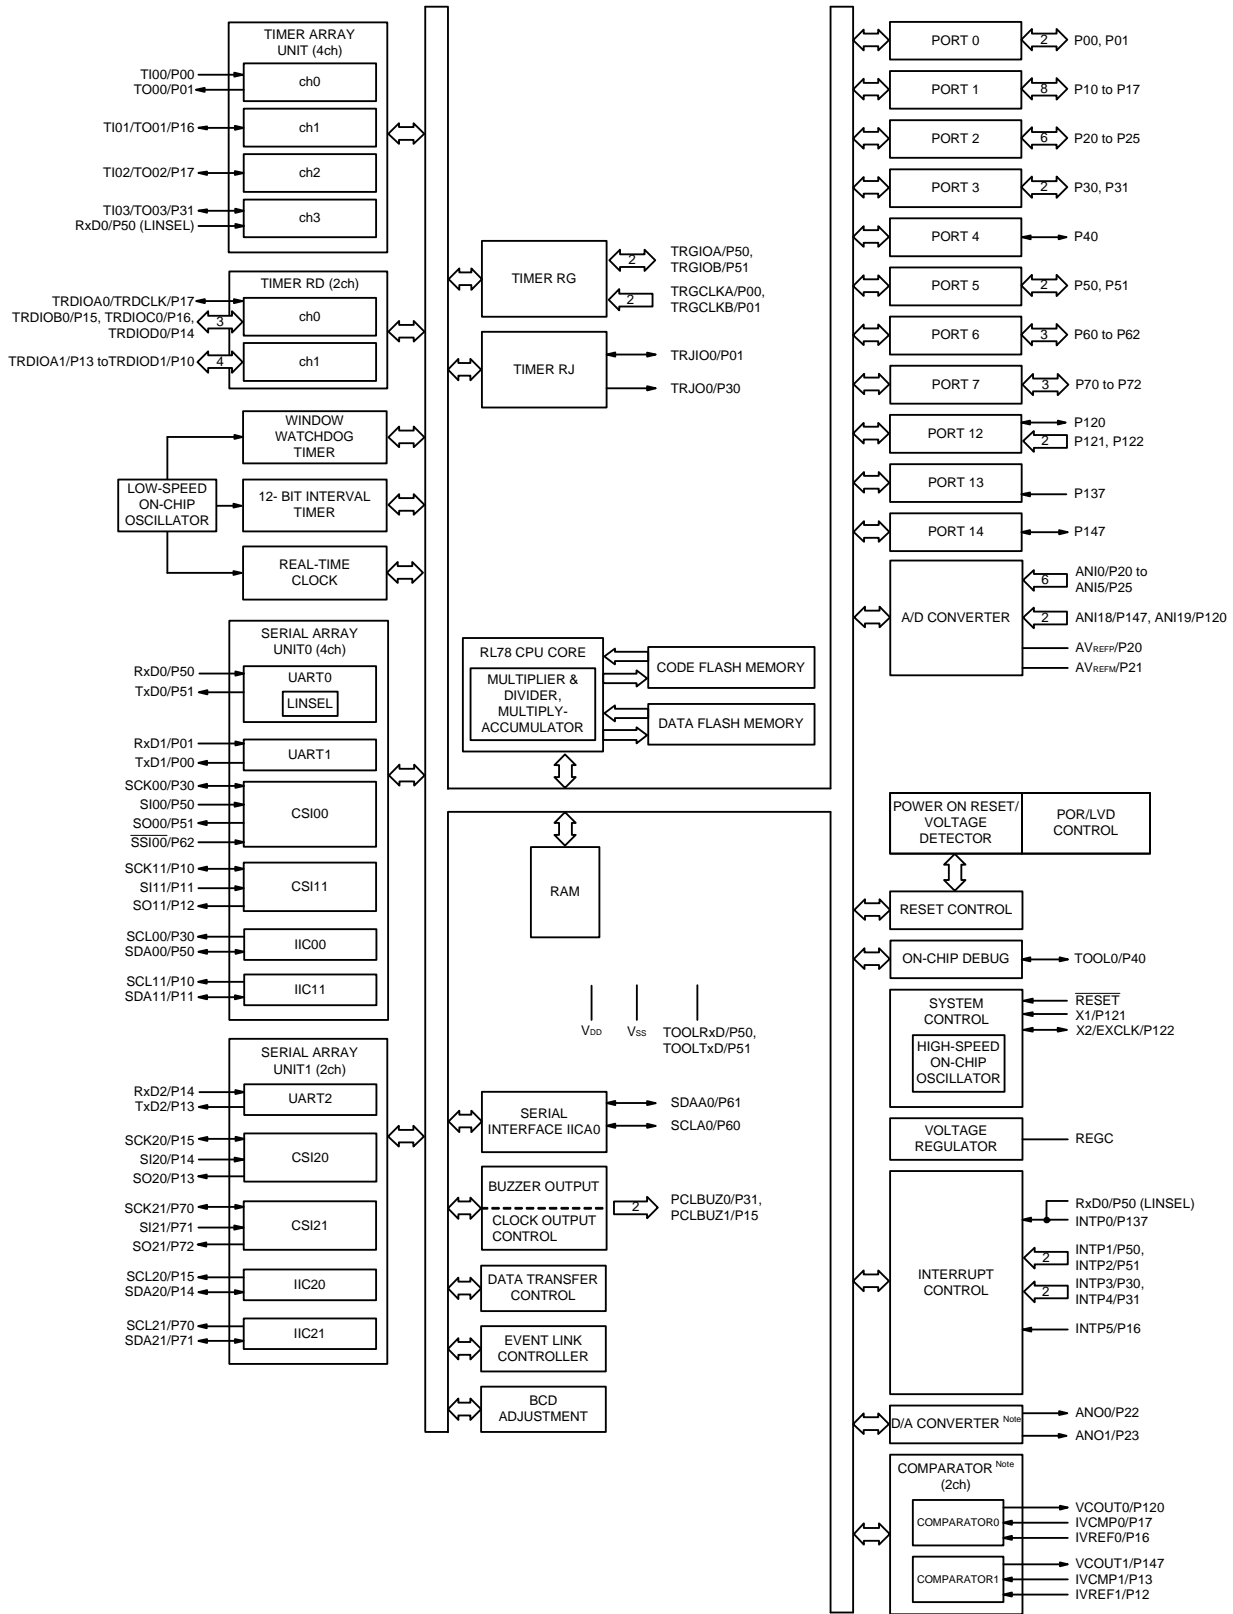 TIMER ARRAY
UNIT (4ch)
TI00/P00
TO00/P01
ch0
TI01/TO01/P16
ch1
TI02/TO02/P17
ch2
TI03/TO03/P31
RxD0/P50 (LINSEL)
ch3
TIMER RD (2ch)
TRDIOA0/TRDCLK/P17
TRDIOB0/P15, TRDIOC0/P16,
TRDIOD0/P14
3
ch0
TRDIOA1/P13 toTRDIOD1/P10
4
ch1
WINDOW
WATCHDOG
TIMER
LOW-SPEED
ON-CHIP
OSCILLATOR
12- BIT INTERVAL
TIMER
REAL-TIME
CLOCK
SERIAL ARRAY
UNIT0 (4ch)
RxD0/P50
TxD0/P51
UART0
LINSEL
RxD1/P01
TxD1/P00
UART1
SCK00/P30
SI00/P50
SO00/P51
SSI00/P62
CSI00
SCK11/P10
SI11/P11
SO11/P12
CSI11
SCL00/P30
SDA00/P50
IIC00
SCL11/P10
SDA11/P11
IIC11
SERIAL ARRAY
UNIT1 (2ch)
RxD2/P14
TxD2/P13
UART2
SCK20/P15
SI20/P14
SO20/P13
CSI20
SCK21/P70
SI21/P71
SO21/P72
CSI21
SCL20/P15
SDA20/P14
IIC20
SCL21/P70
SDA21/P71
IIC21
TIMER RG
2
TRGIOA/P50,
TRGIOB/P51
2
TRGCLKA/P00,
TRGCLKB/P01
TIMER RJ
TRJIO0/P01
TRJO0/P30
RL78 CPU CORE
MULTIPLIER &
DIVIDER,
MULTIPLY-
ACCUMULATOR
CODE FLASH MEMORY
DATA FLASH MEMORY
RAM
VDD
VSS
TOOLRxD/P50,
TOOLTxD/P51
SERIAL
INTERFACE IICA0
SDAA0/P61
SCLA0/P60
BUZZER OUTPUT
CLOCK OUTPUT
CONTROL
2
PCLBUZ0/P31,
PCLBUZ1/P15
DATA TRANSFER
CONTROL
EVENT LINK
CONTROLLER
BCD
ADJUSTMENT
PORT 0
2
P00, P01
PORT 1
8
P10 to P17
PORT 2
6
P20 to P25
PORT 3
2
P30, P31
PORT 4
P40
PORT 5
2
P50, P51
PORT 6
3
P60 to P62
PORT 7
3
P70 to P72
PORT 12
P120
2
P121, P122
PORT 13
P137
PORT 14
P147
A/D CONVERTER
6
ANI0/P20 to
ANI5/P25
2
ANI18/P147, ANI19/P120
AVREFP/P20
AVREFM/P21
POWER ON RESET/
VOLTAGE
DETECTOR
POR/LVD
CONTROL
RESET CONTROL
ON-CHIP DEBUG
TOOL0/P40
SYSTEM
CONTROL
HIGH-SPEED
ON-CHIP
OSCILLATOR
RESET
X1/P121
X2/EXCLK/P122
VOLTAGE
REGULATOR
REGC
INTERRUPT
CONTROL
RxD0/P50 (LINSEL)
INTP0/P137
2
INTP1/P50,
INTP2/P51
2
INTP3/P30,
INTP4/P31
INTP5/P16
D/A CONVERTER Note
ANO0/P22
ANO1/P23
COMPARATOR Note
(2ch)
COMPARATOR0
VCOUT0/P120
IVCMP0/P17
IVREF0/P16
COMPARATOR1
VCOUT1/P147
IVCMP1/P13
IVREF1/P12